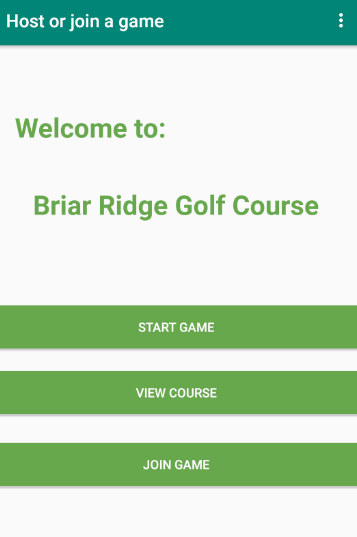 Host or join a game
Welcome to:
Briar Ridge Golf Course
START GAME
VIEW COURSE
JOIN GAME